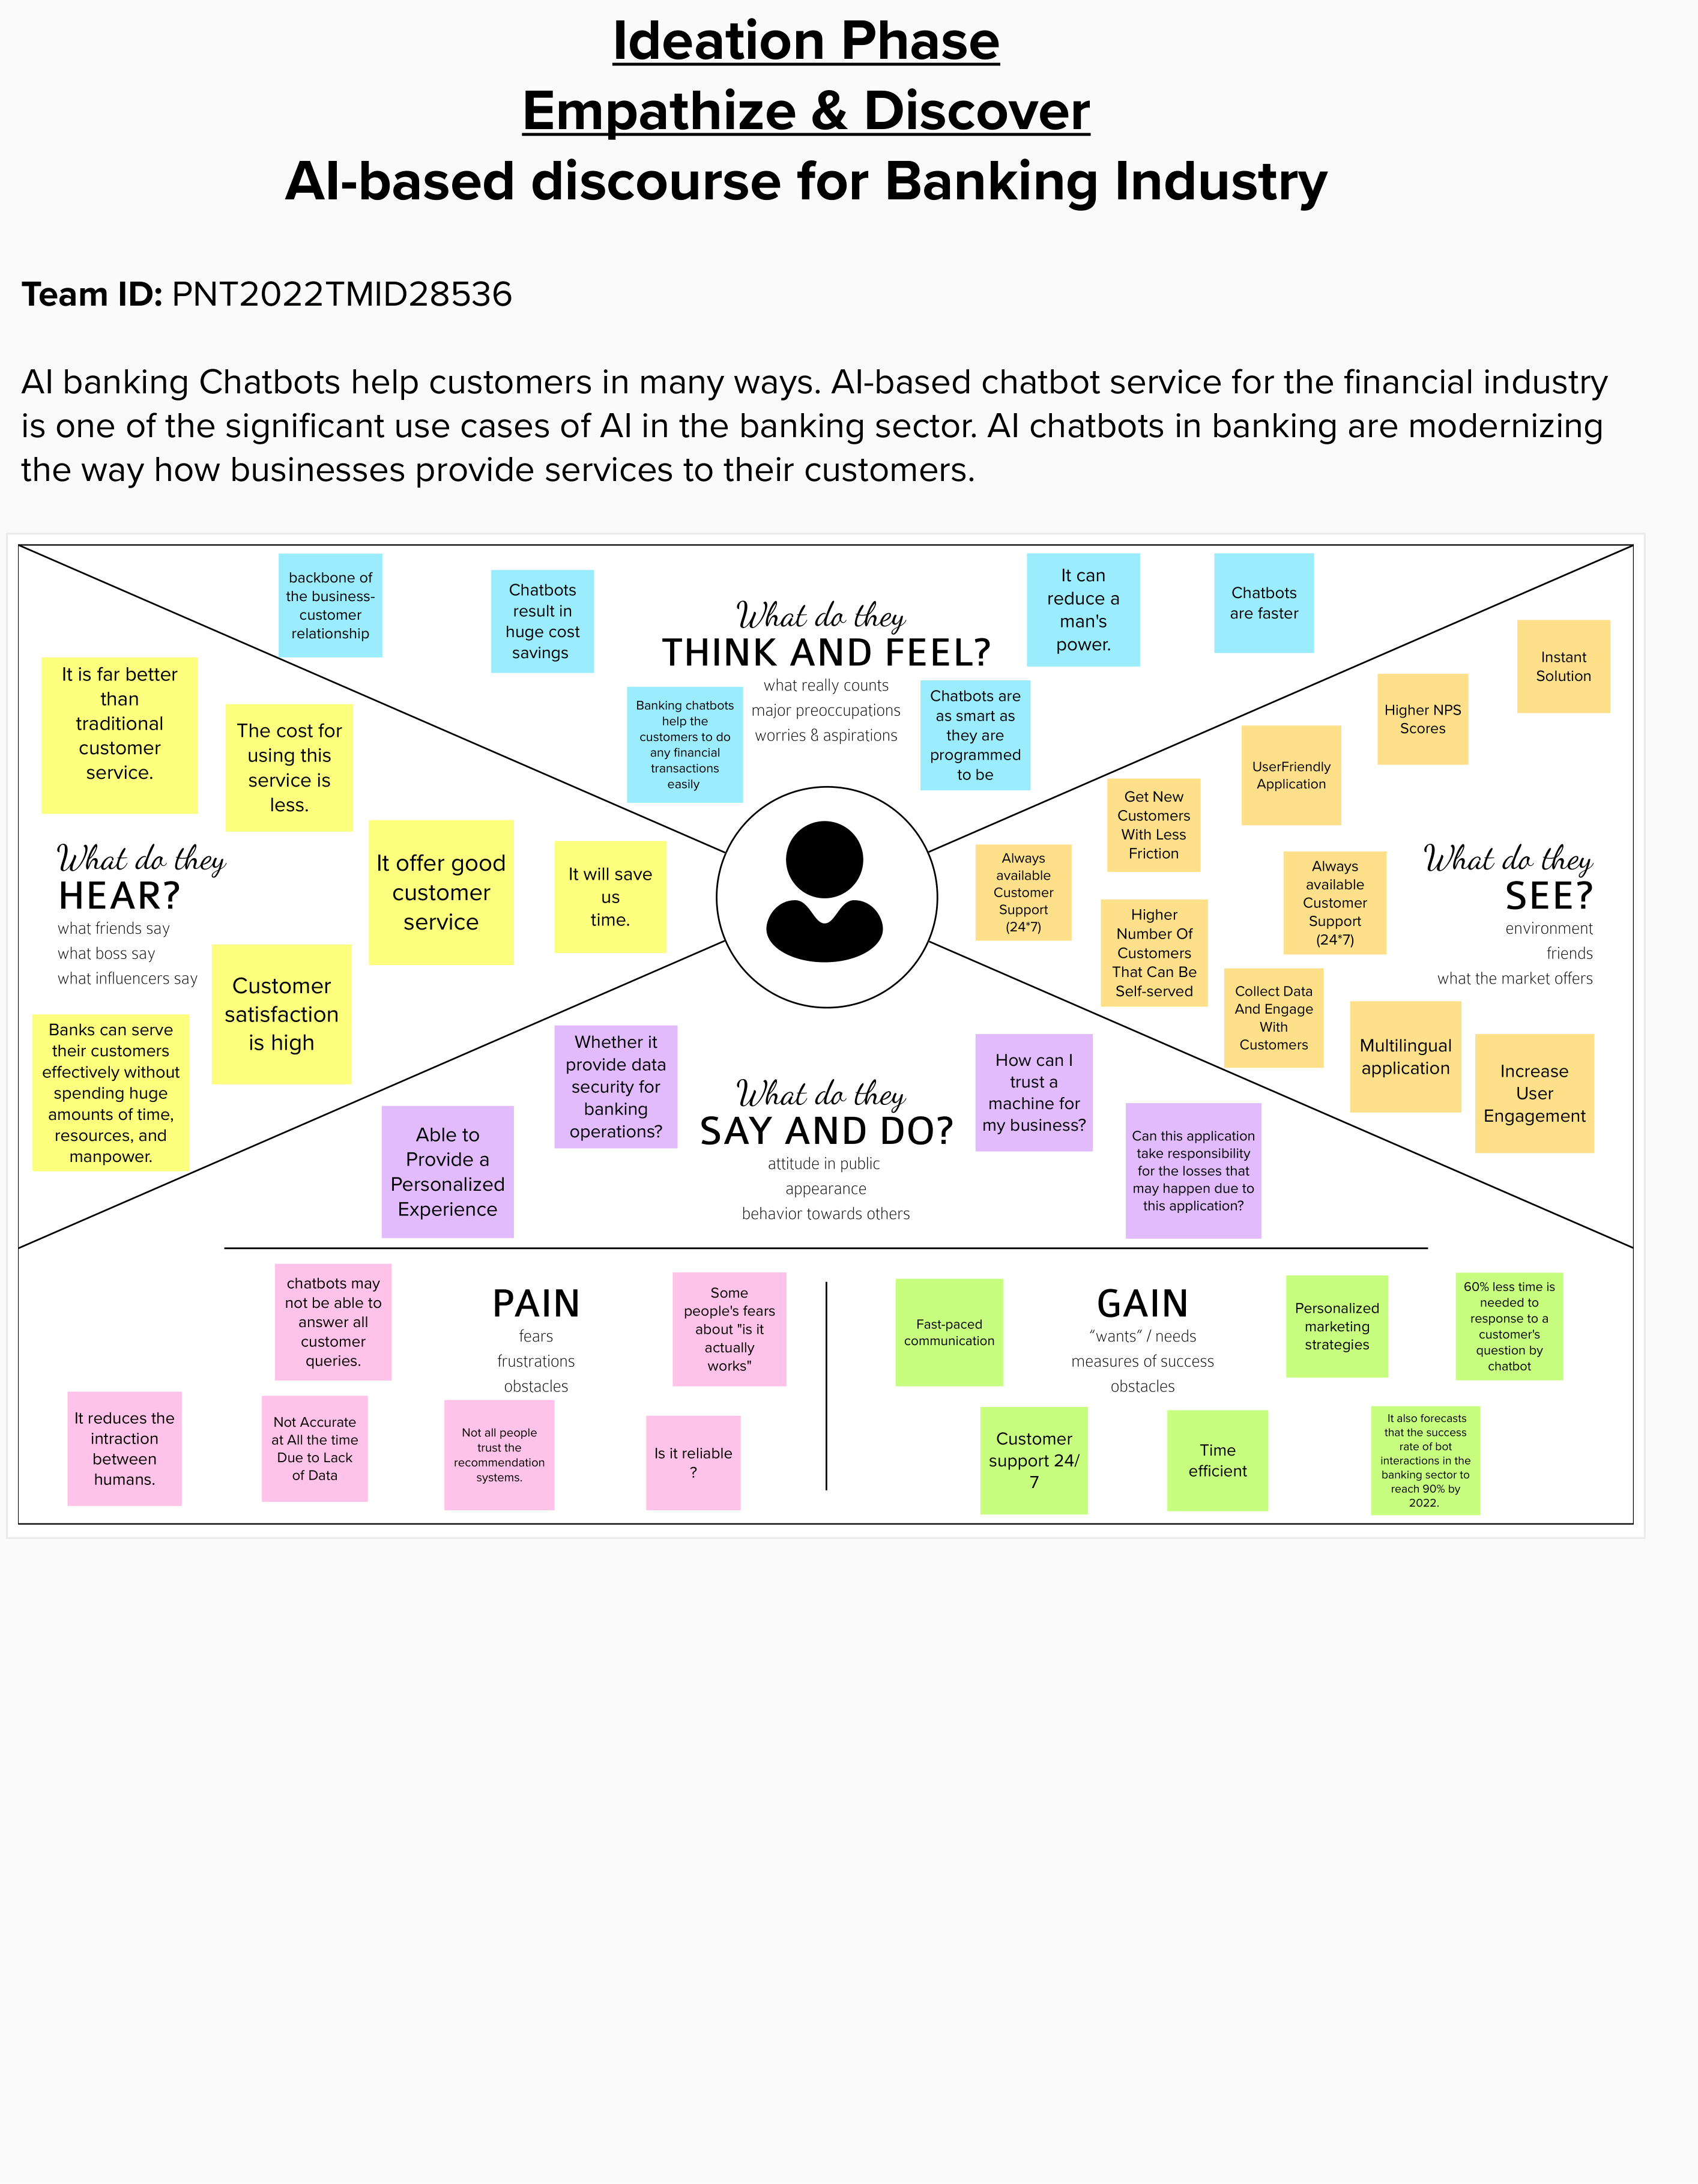 Ideation Phase
Empathize & Discover
AI-based discourse for Banking Industry
Team ID: PNT2022TMID28536
AI banking Chatbots help customers in many ways. AI-based chatbot service for the financial industry
is one of the significant use cases of AI in the banking sector. AI chatbots in banking are modernizing
the way how businesses provide services to their customers.
backbone of
the business-
customer
relationship
Chatbots
result in
huge cost
savings
What do they
THINK AND FEEL?
what really counts
major preoccupations
worries & aspirations
Banking chatbots
help the
customers to do
any financial
transactions
easily
Chatbots are
as smart as
they are
programmed
to be
It can
reduce a
man's
power.
Chatbots
are faster
It is far better
than
traditional
customer
service.
The cost for
using this
service is
less.
What do they
HEAR?
what friends say
what boss say
what influencers say
It offer good
customer
service
It will save
us
time.
Customer
satisfaction
is high
Banks can serve
their customers
effectively without
spending huge
amounts of time,
resources, and
manpower.
Instant
Solution
Higher NPS
Scores
UserFriendly
Application
Get New
Customers
With Less
Friction
Always
available
Customer
Support
(24*7)
Always
available
Customer
Support
(24*7)
What do they
SEE?
environment
friends
what the market offers
Higher
Number Of
Customers
That Can Be
Self-served
Collect Data
And Engage
With
Customers
Multilingual
application
Increase
User
Engagement
Whether it
provide data
security for
banking
operations?
Able to
Provide a
Personalized
Experience
What do they
SAY AND DO?
attitude in public
appearance
behavior towards others
How can I
trust a
machine for
my business?
Can this application
take responsibility
for the losses that
may happen due to
this application?
chatbots may
not be able to
answer all
customer
queries.
PAIN
fears
frustrations
obstacles
Some
people's fears
about "is it
actually
works"
It reduces the
intraction
between
humans.
Not Accurate
at All the time
Due to Lack
of Data
Not all people
trust the
recommendation
systems.
Is it reliable
?
Fast-paced
communication
GAIN
“wants” / needs
measures of success
obstacles
Personalized
marketing
strategies
60% less time is
needed to
response to a
customer's
question by
chatbot
Customer
support 24/
7
Time
efficient
It also forecasts
that the success
rate of bot
interactions in the
banking sector to
reach 90% by
2022.